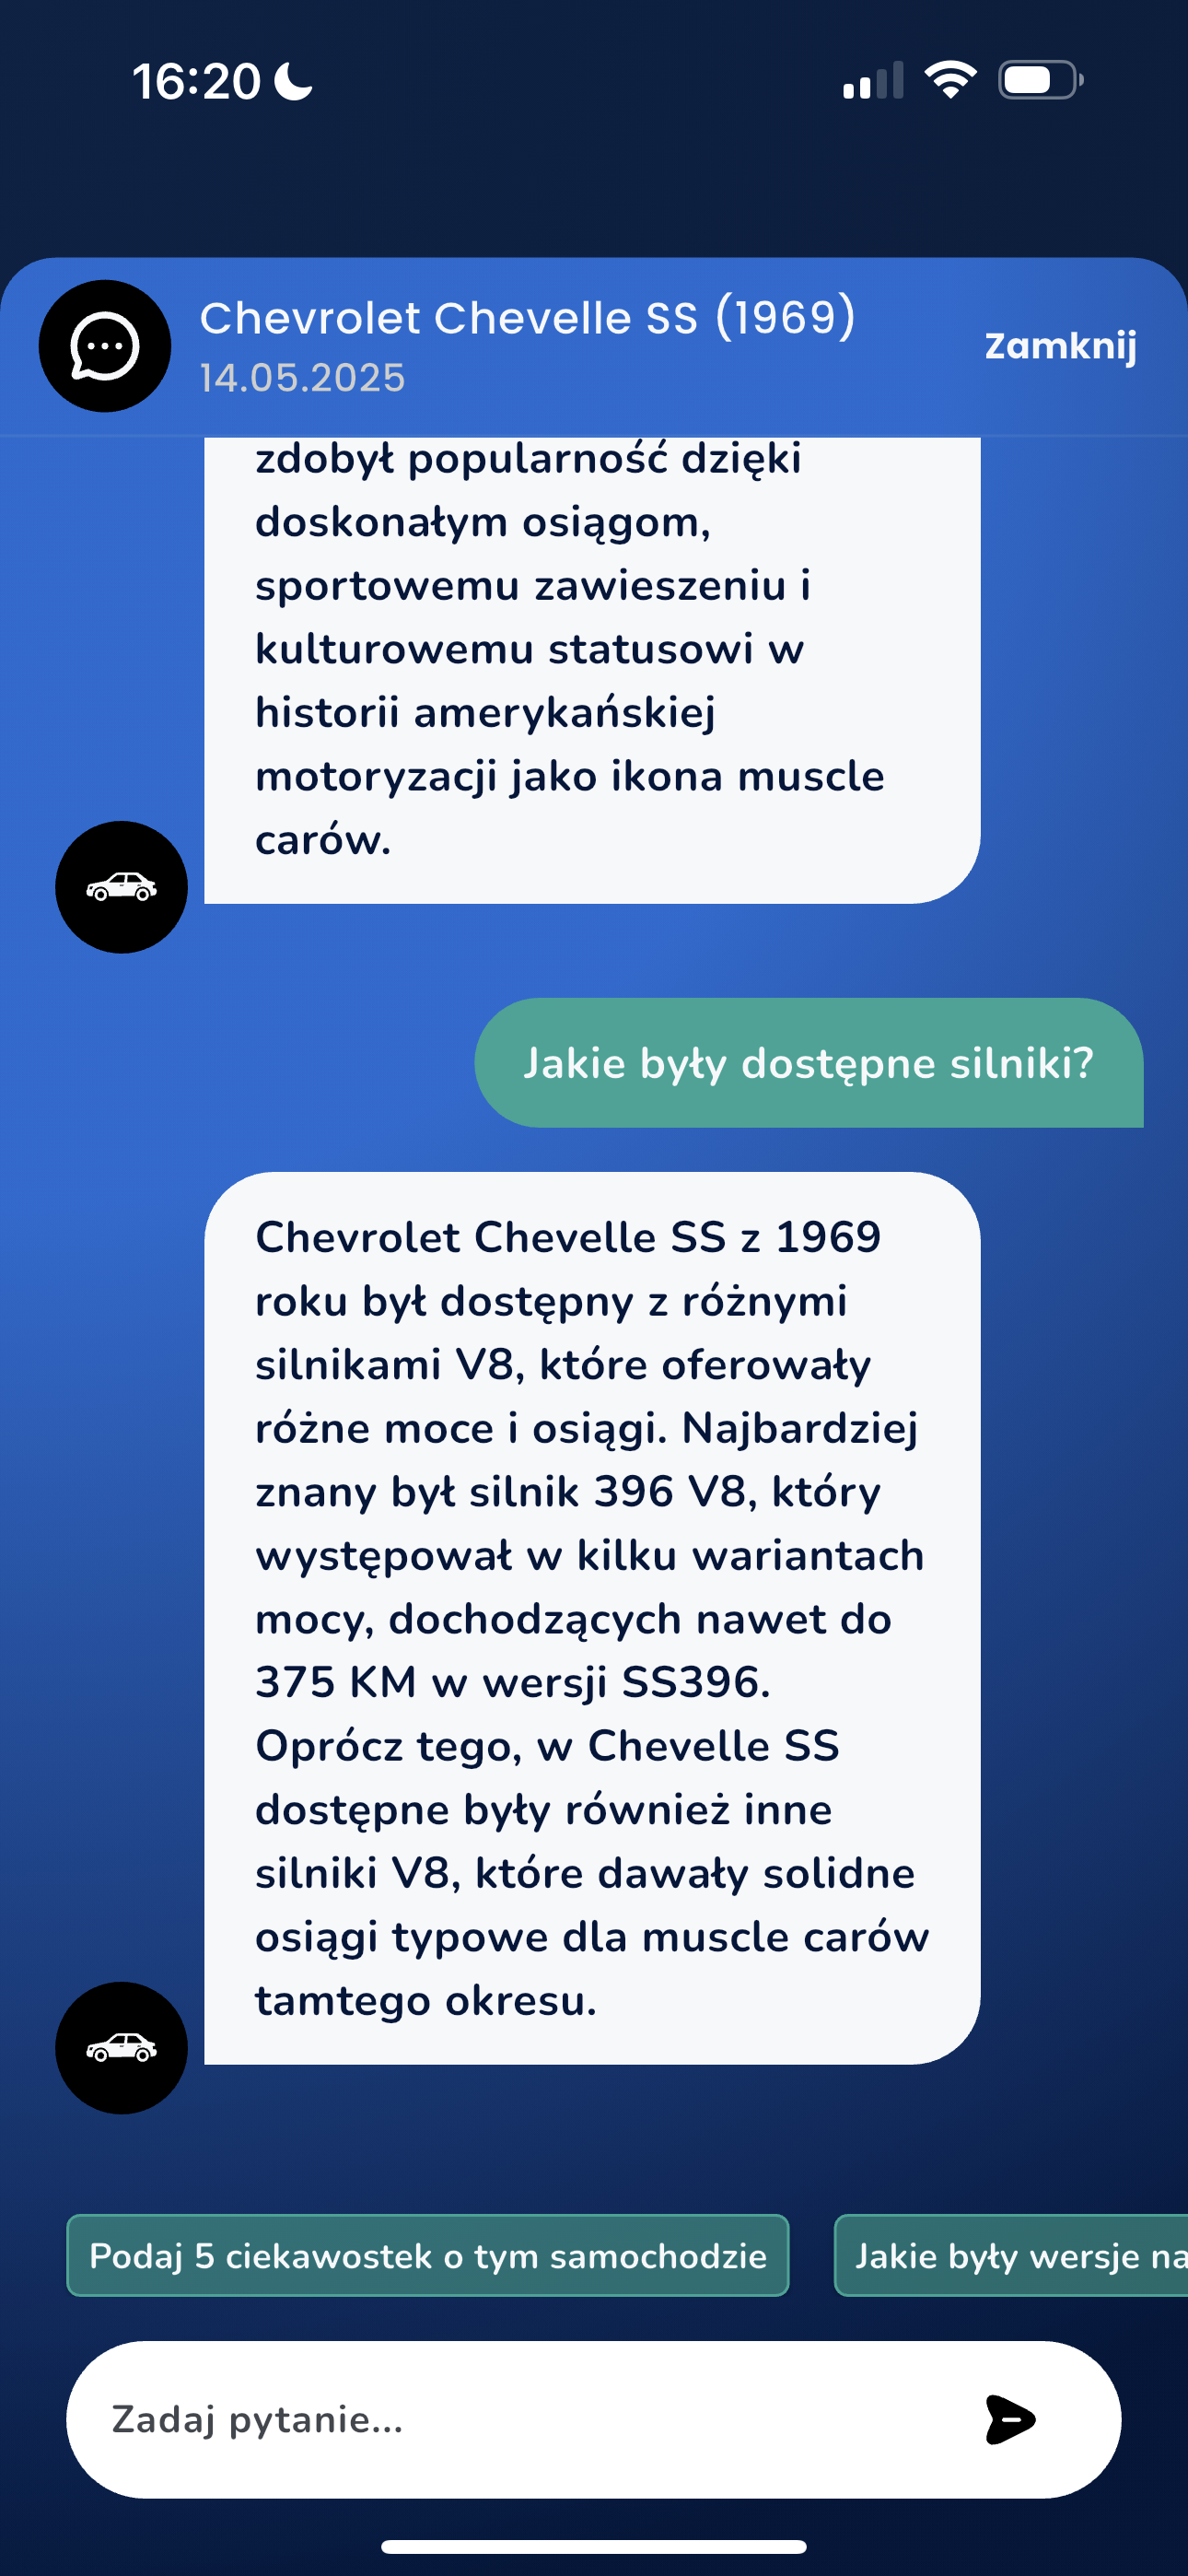 16:20
Chevrolet Chevelle SS (1969)
14.05.2025
Zamknij
zdobył popularność dzięki
doskonałym osiągom,
sportowemu zawieszeniu i
kulturowemu statusowi w
historii amerykańskiej
motoryzacji jako ikona muscle
carów.
Jakie były dostępne silniki?
Chevrolet Chevelle SS z 1969
roku był dostępny z różnymi
silnikami V8, które oferowały
różne moce i osiągi. Najbardziej
znany był silnik 396 V8, który
występował w kilku wariantach
mocy, dochodzących nawet do
375 KM w wersji SS396.
Oprócz tego, w Chevelle SS
dostępne były również inne
silniki V8, które dawały solidne
osiągi typowe dla muscle carów
tamtego okresu.
Podaj 5 ciekawostek o tym samochodzie
Jakie były wersje na
Zadaj pytanie...